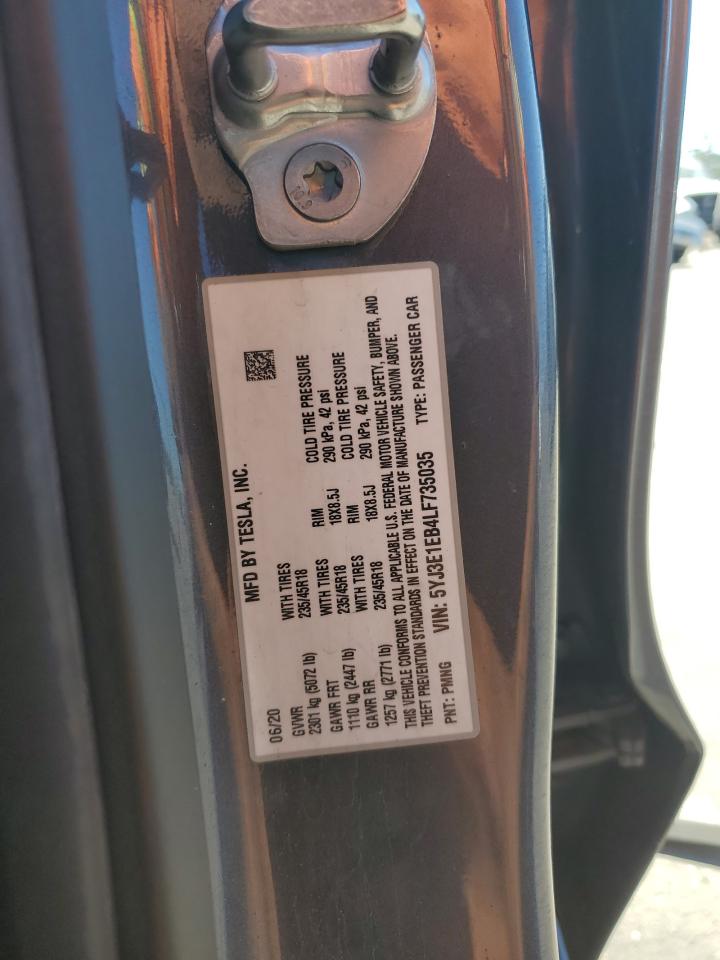 MFD BY TESLA, INC.
06/20
GVWR WITH TIRES RIM COLD TIRE PRESSURE
2301 kg (5072 lb) 235/45R18 18X8.5J 290 kPa, 42 psi
GAWR FRT WITH TIRES RIM COLD TIRE PRESSURE
1110 kg (2447 lb) 235/45R18 18X8.5J 290 kPa, 42 psi
GAWR RR
1257 kg (2771 lb)
THIS VEHICLE CONFORMS TO ALL APPLICABLE U.S. FEDERAL MOTOR VEHICLE SAFETY, BUMPER, AND
THEFT PREVENTION STANDARDS IN EFFECT ON THE DATE OF MANUFACTURE SHOWN ABOVE.
PNT: PMNG VIN: 5YJ3E1EB4LF735035 TYPE: PASSENGER CAR